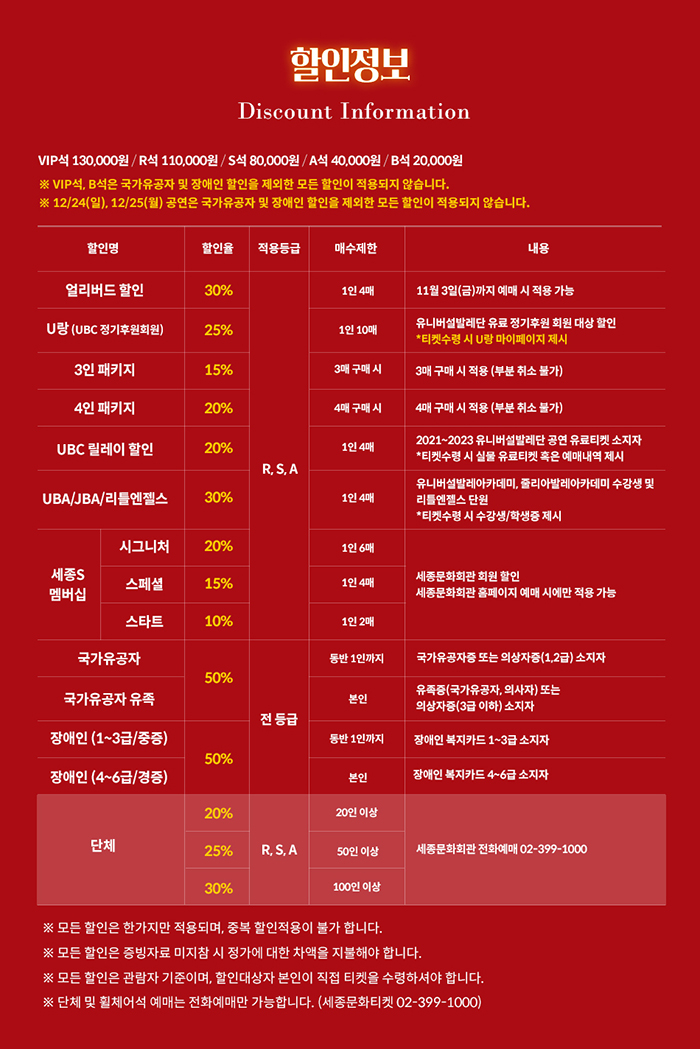 할인정보
Discount Information
VIP석 130,000원 / R석 110,000원 / S석 80,000원 / A석 40,000원 / B석 20,000원
※ VIP석, B석은 국가유공자 및 장애인 할인을 제외한 모든 할인이 적용되지 않습니다.
※ 12/24(일), 12/25(월) 공연은 국가유공자 및 장애인 할인을 제외한 모든 할인이 적용되지 않습니다.
할인명 할인율 적용등급 매수제한 내용
얼리버드 할인 30% 1인 4매 11월 3일(금)까지 예매 시 적용 가능
U랑 (UBC 정기후원회원) 25% 1인 10매 유니버설발레단 유료 정기후원 회원 대상 할인
*티켓수령 시 U랑 마이페이지 제시
3인 패키지 15% 3매 구매 시 3매 구매 시 적용 (부분 취소 불가)
4인 패키지 20% 4매 구매 시 4매 구매 시 적용 (부분 취소 불가)
UBC 릴레이 할인 20% 1인 4매 2021~2023 유니버설발레단 공연 유료티켓 소지자
*티켓수령 시 실물 유료티켓 혹은 예매내역 제시
R, S, A
UBA/JBA/리틀엔젤스 30% 1인 4매 유니버설발레아카데미, 줄리아발레아카데미 수강생 및
리틀엔젤스 단원
*티켓수령 시 수강생/학생증 제시
세종S
멤버십
시그니처 20% 1인 6매
스페셜 15% 1인 4매
스타트 10% 1인 2매
세종문화회관 회원 할인
세종문화회관 홈페이지 예매 시에만 적용 가능
국가유공자 동반 1인까지 국가유공자증 또는 의상자증(1,2급) 소지자
50%
국가유공자 유족 본인 유족증(국가유공자, 의사자) 또는
의상자증(3급 이하) 소지자
전 등급
장애인 (1~3급/중증) 동반 1인까지 장애인 복지카드 1~3급 소지자
50%
장애인 (4~6급/경증) 본인 장애인 복지카드 4~6급 소지자
단체
20% 20인 이상
25% R, S, A 50인 이상 세종문화회관 전화예매 02-399-1000
30% 100인 이상
※ 모든 할인은 한가지만 적용되며, 중복 할인적용이 불가 합니다.
※ 모든 할인은 증빙자료 미지참 시 정가에 대한 차액을 지불해야 합니다.
※ 모든 할인은 관람자 기준이며, 할인대상자 본인이 직접 티켓을 수령하셔야 합니다.
※ 단체 및 휠체어석 예매는 전화예매만 가능합니다. (세종문화티켓 02-399-1000)